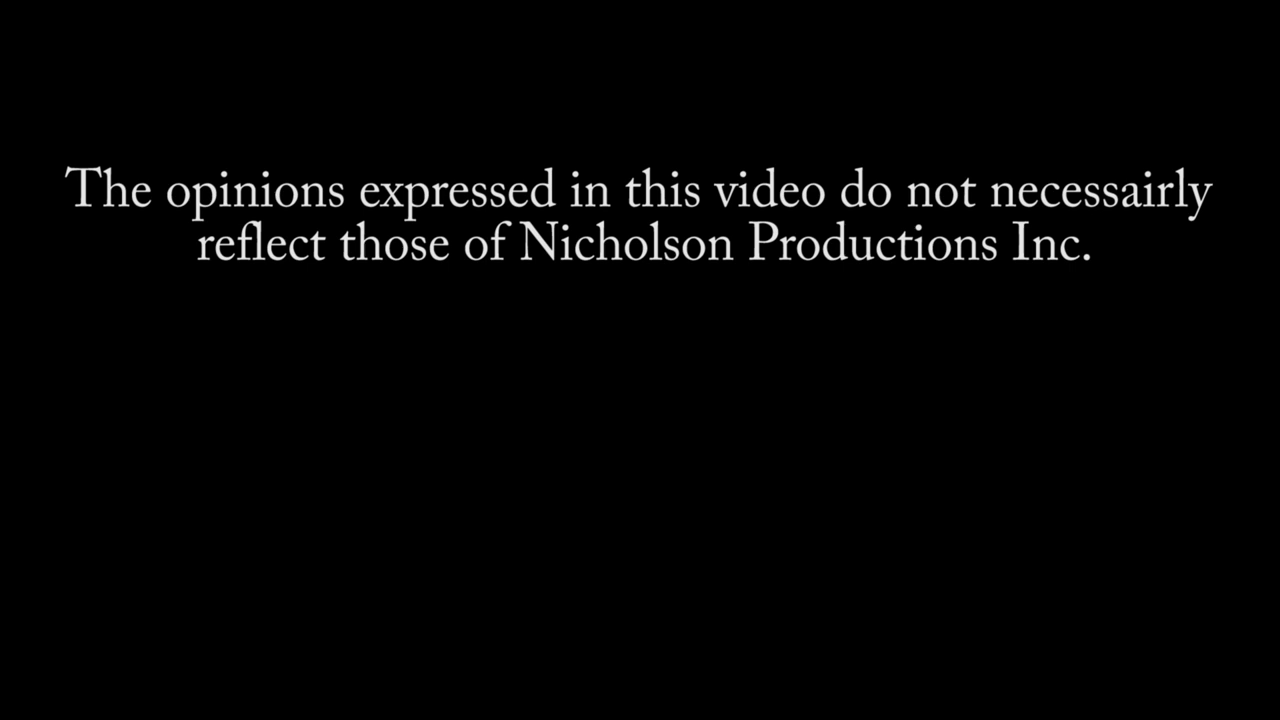 The opinions expressed in this video do not necessairly
reflect those of Nicholson Productions Inc.